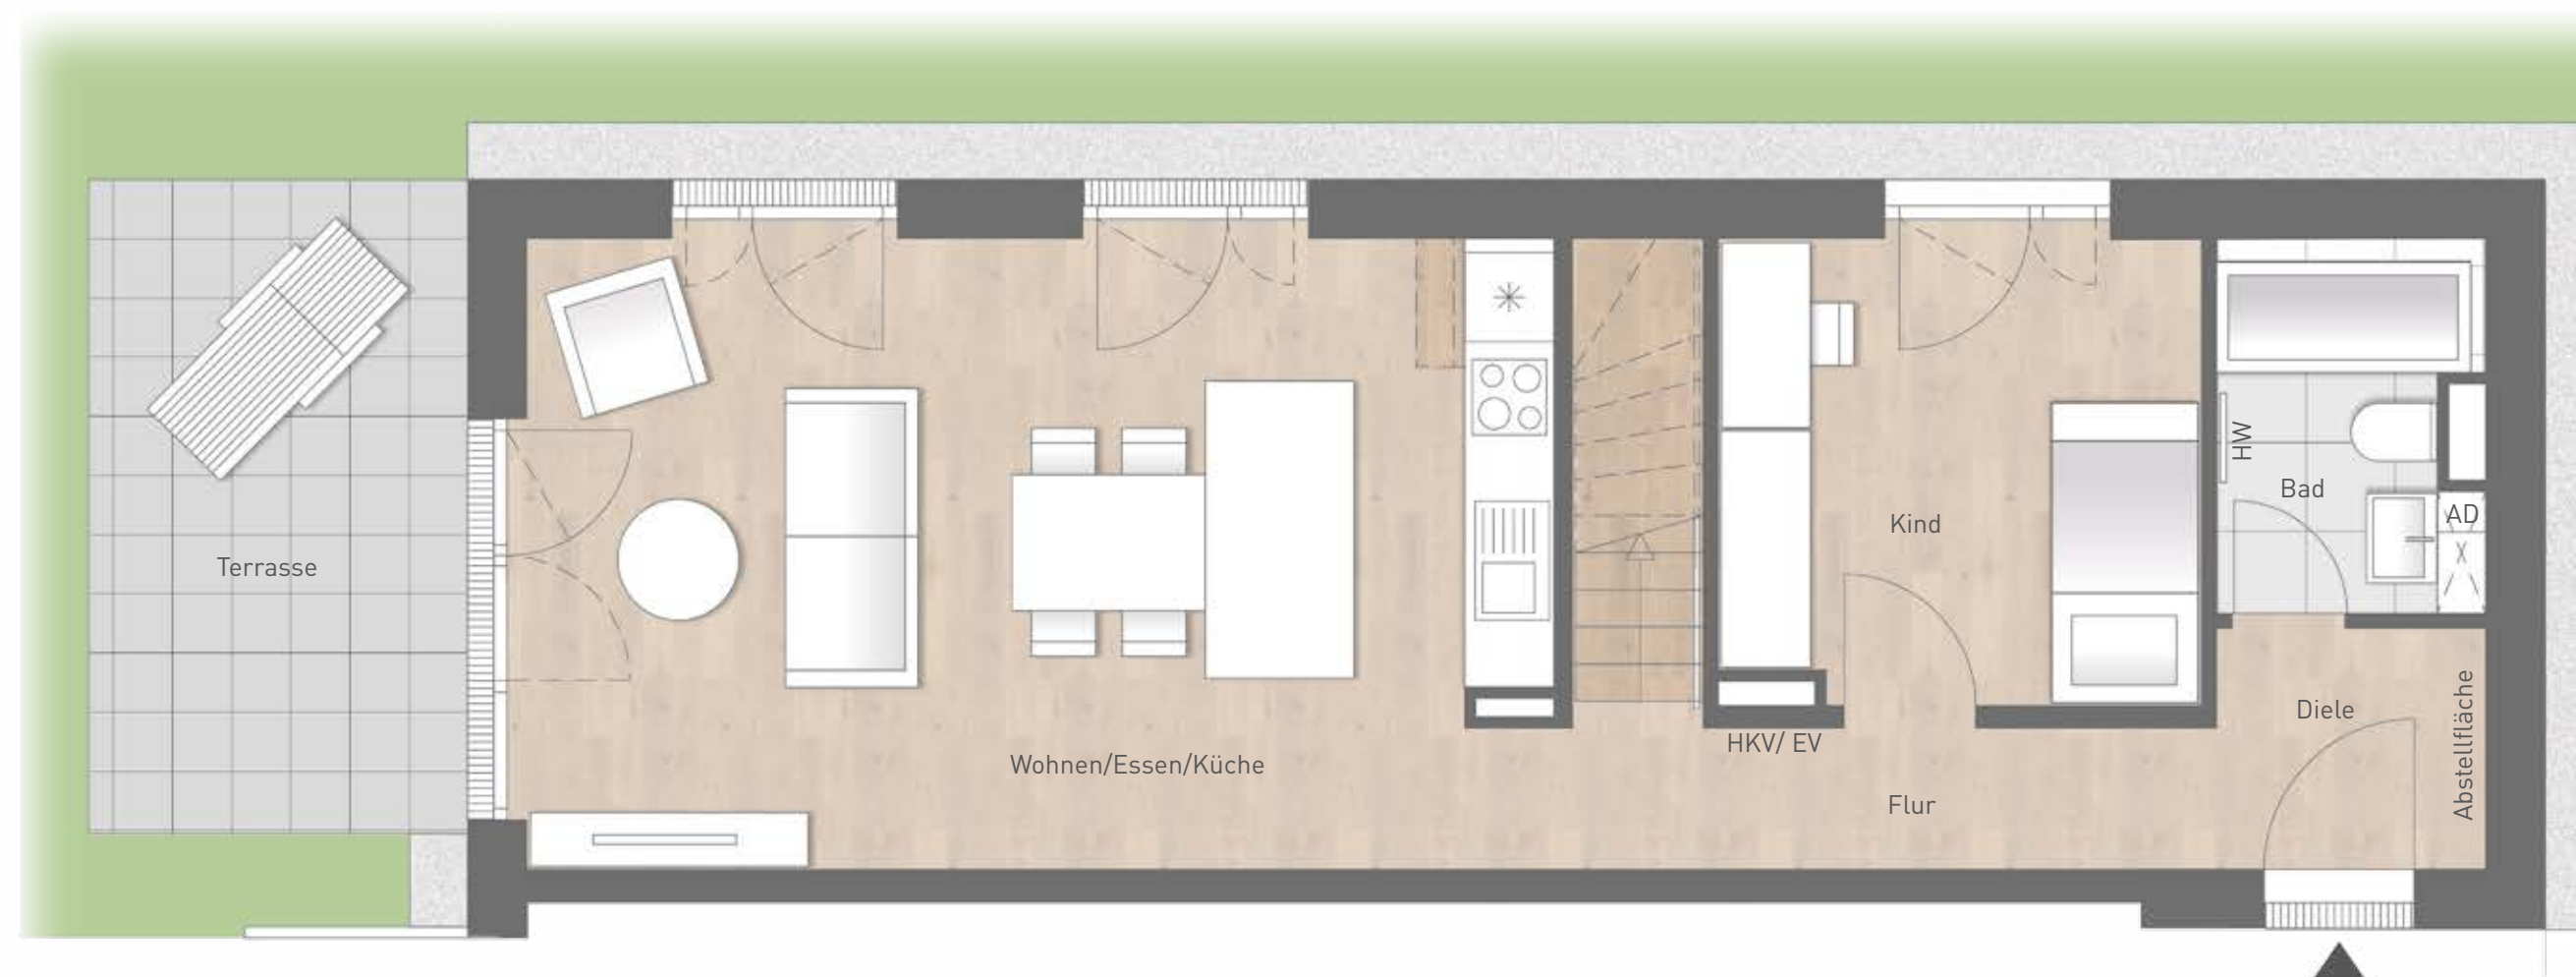 Terrasse
Wohnen/Essen/Küche
HKV/ EV
Kind
Flur
HW
Bad
AD
Diele
Abstellfläche